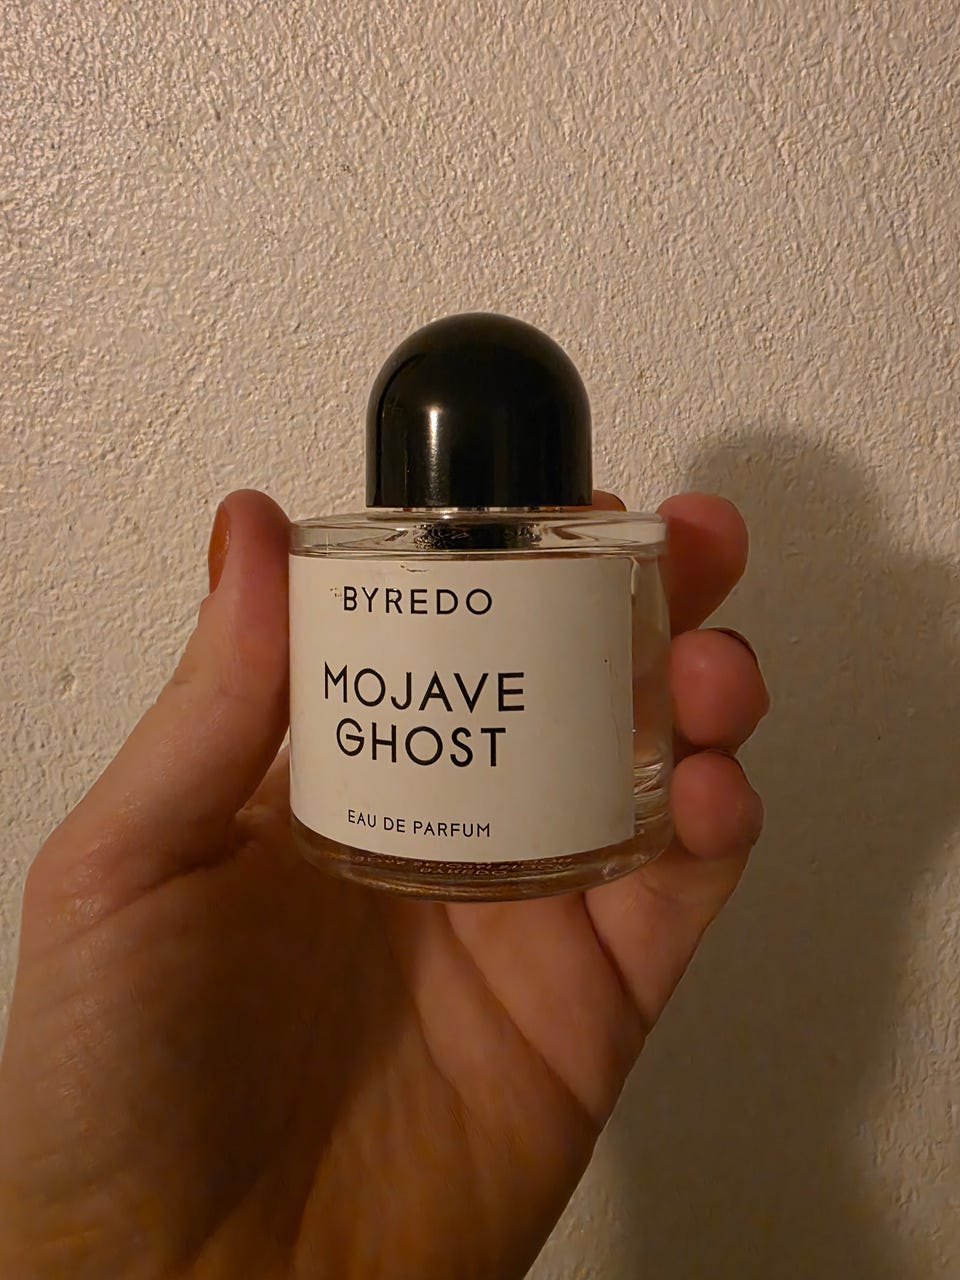 BYREDO
MOJAVE
GHOST
EAU DE PARFUM